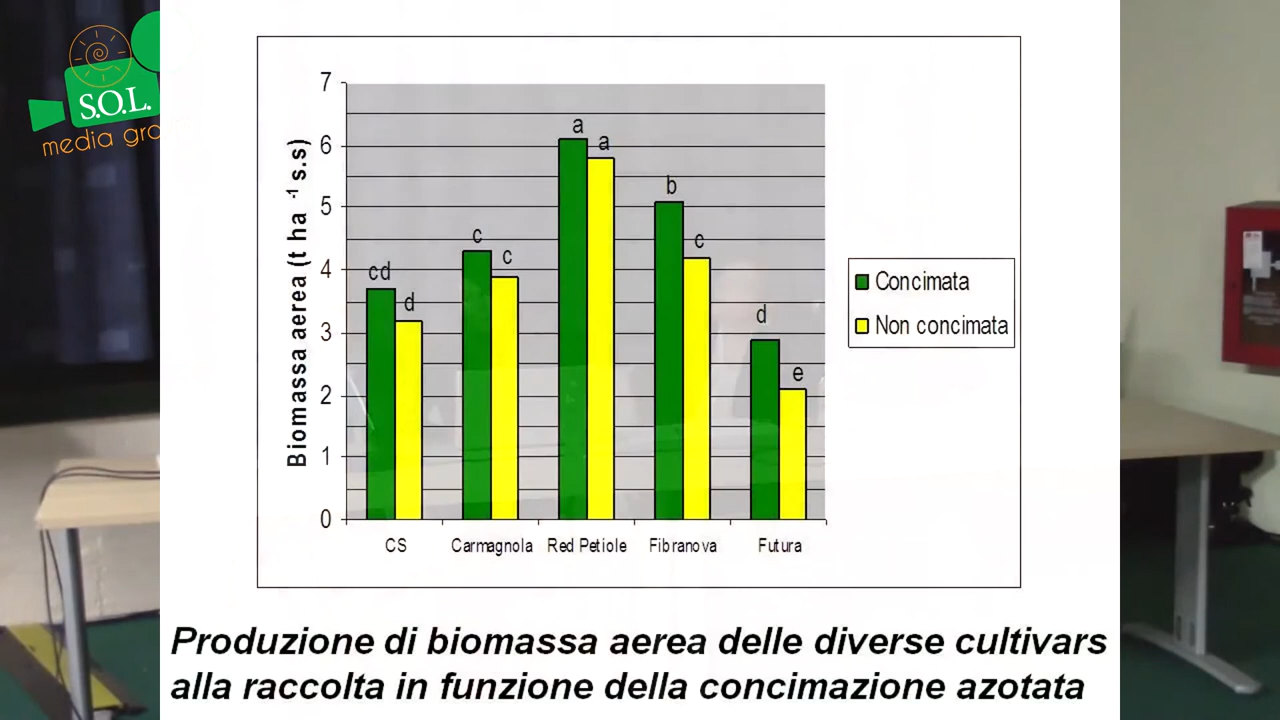 S.O.L.
media gro
7
6
5
4
3
2
1
0
Biomassa aerea (t ha -1 s.s)
cd
d
c
c
a
a
b
c
d
e
CS
Carmagnola
Red Petiole
Fibranova
Futura
Concimata
Non concimata
Produzione di biomassa aerea delle diverse cultivars
alla raccolta in funzione della concimazione azotata